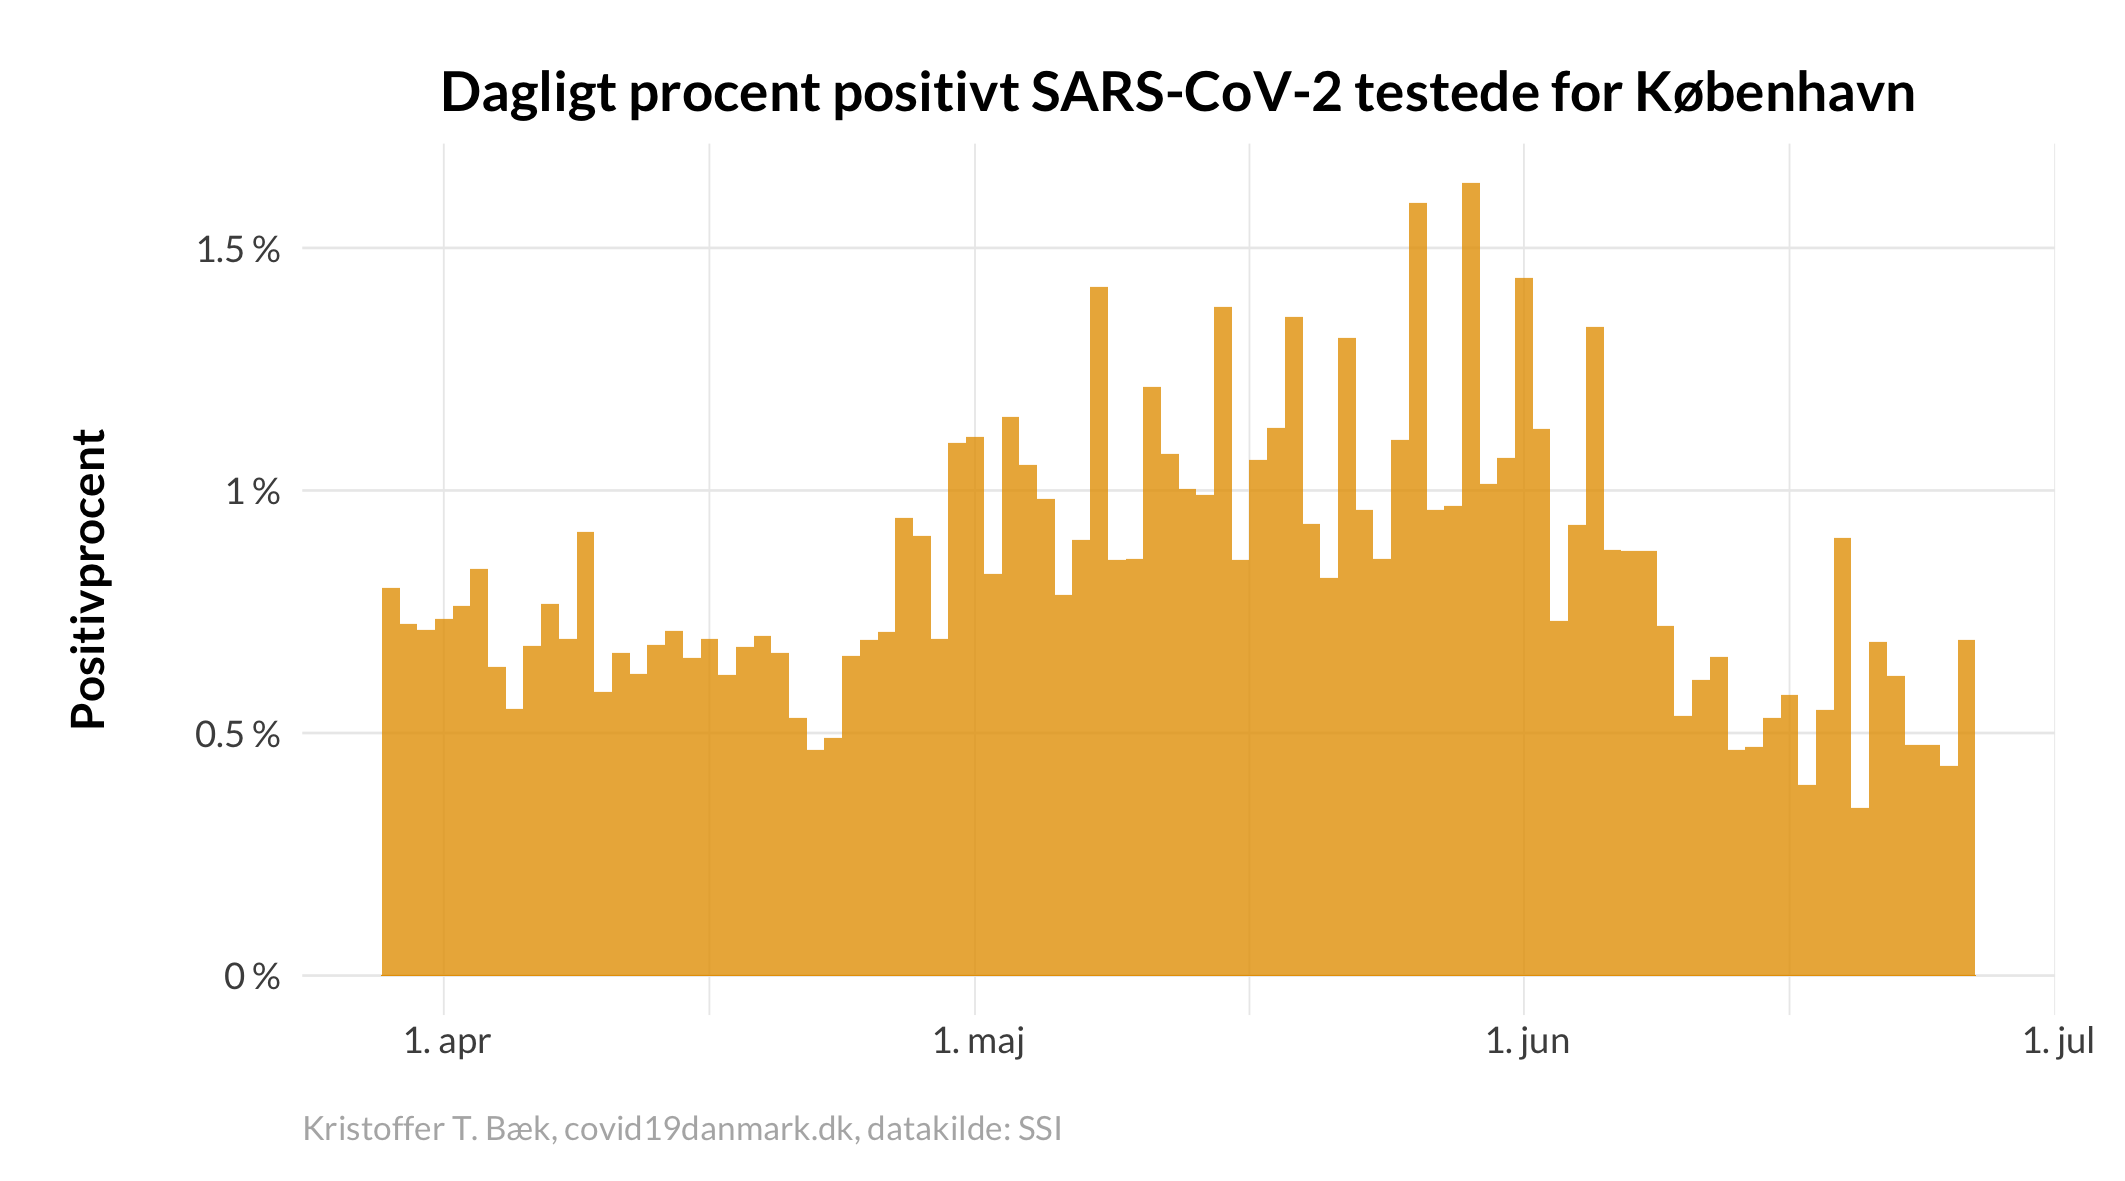 Dagligt procent positivt SARS-CoV-2 testede for København
Positivprocent
1.5 %
1 %
0.5 %
0 %
1. apr
1. maj
1. jun
1. jul
Kristoffer T. Bæk, covid19danmark.dk, datakilde: SSI